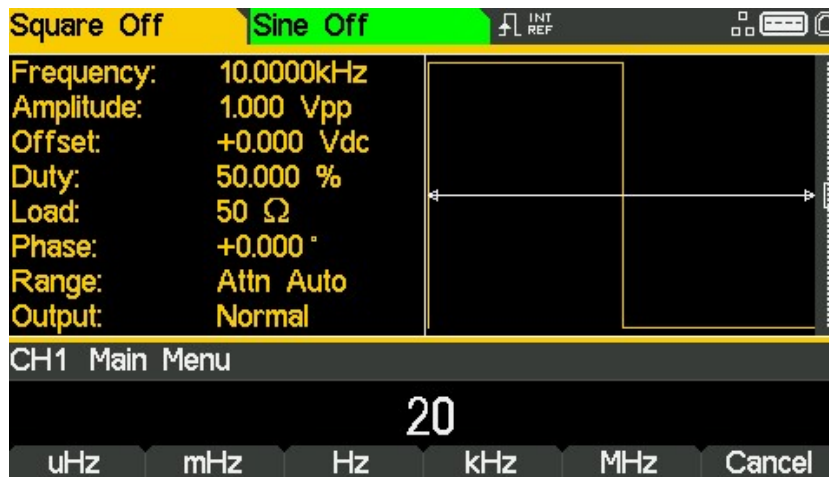 Square Off Sine Off INT REF
Frequency: 10.0000kHz
Amplitude: 1.000 Vpp
Offset: +0.000 Vdc
Duty: 50.000 %
Load: 50 Ω
Phase: +0.000 °
Range: Attn Auto
Output: Normal
CH1 Main Menu
20
uHz mHz Hz kHz MHz Cancel